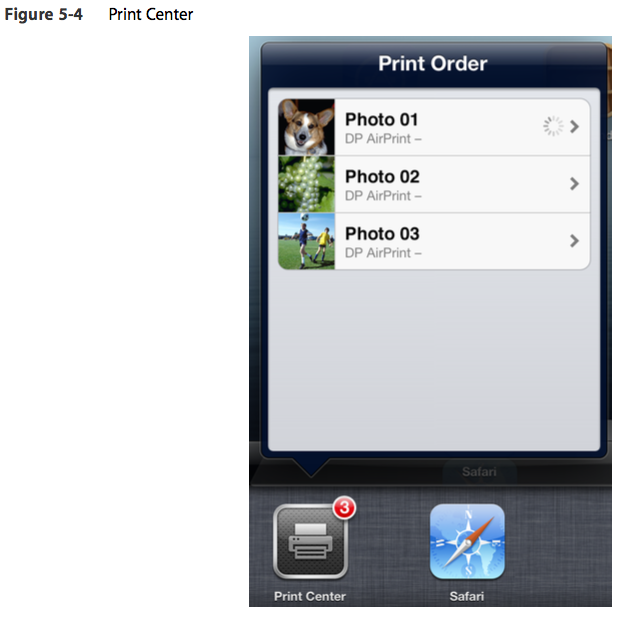 Figure 5-4 Print Center
Print Order
Photo 01
DP AirPrint –
Photo 02
DP AirPrint –
Photo 03
DP AirPrint –
Safari
3
N
S
Print Center
Safari